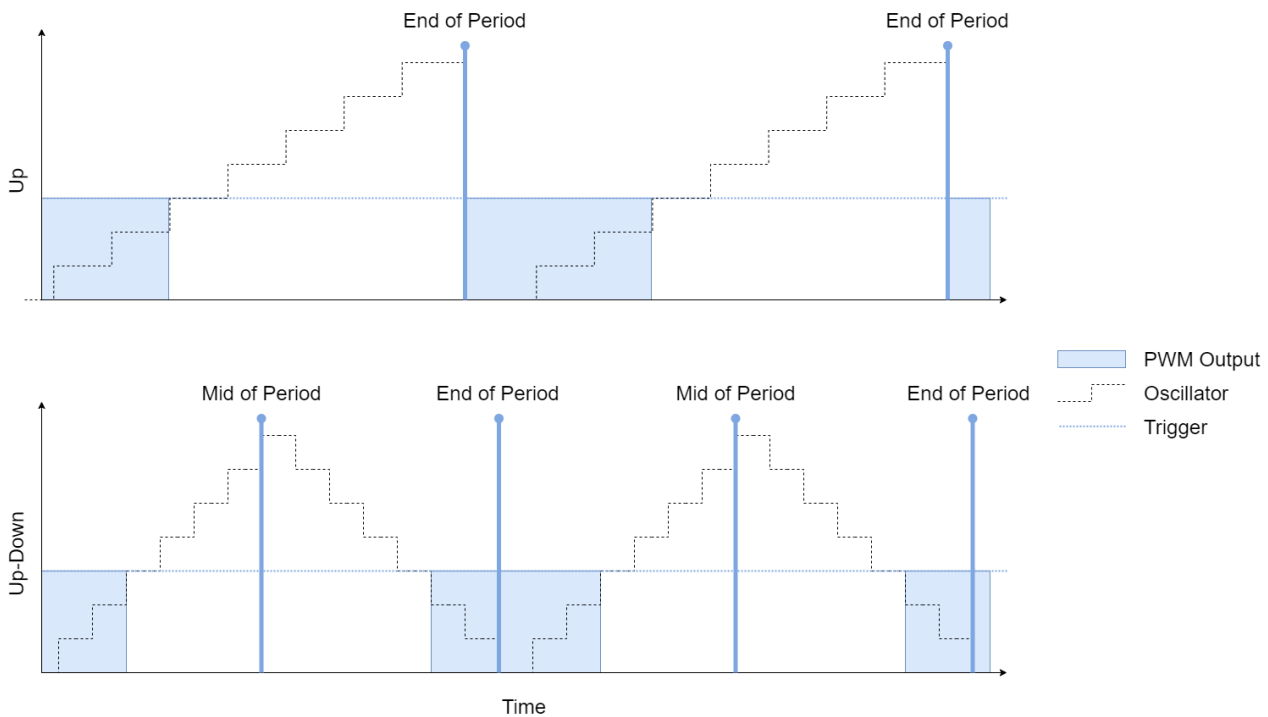 End of Period
End of Period
Up
Mid of Period
End of Period
Mid of Period
End of Period
Up-Down
Time
PWM Output
Oscillator
Trigger